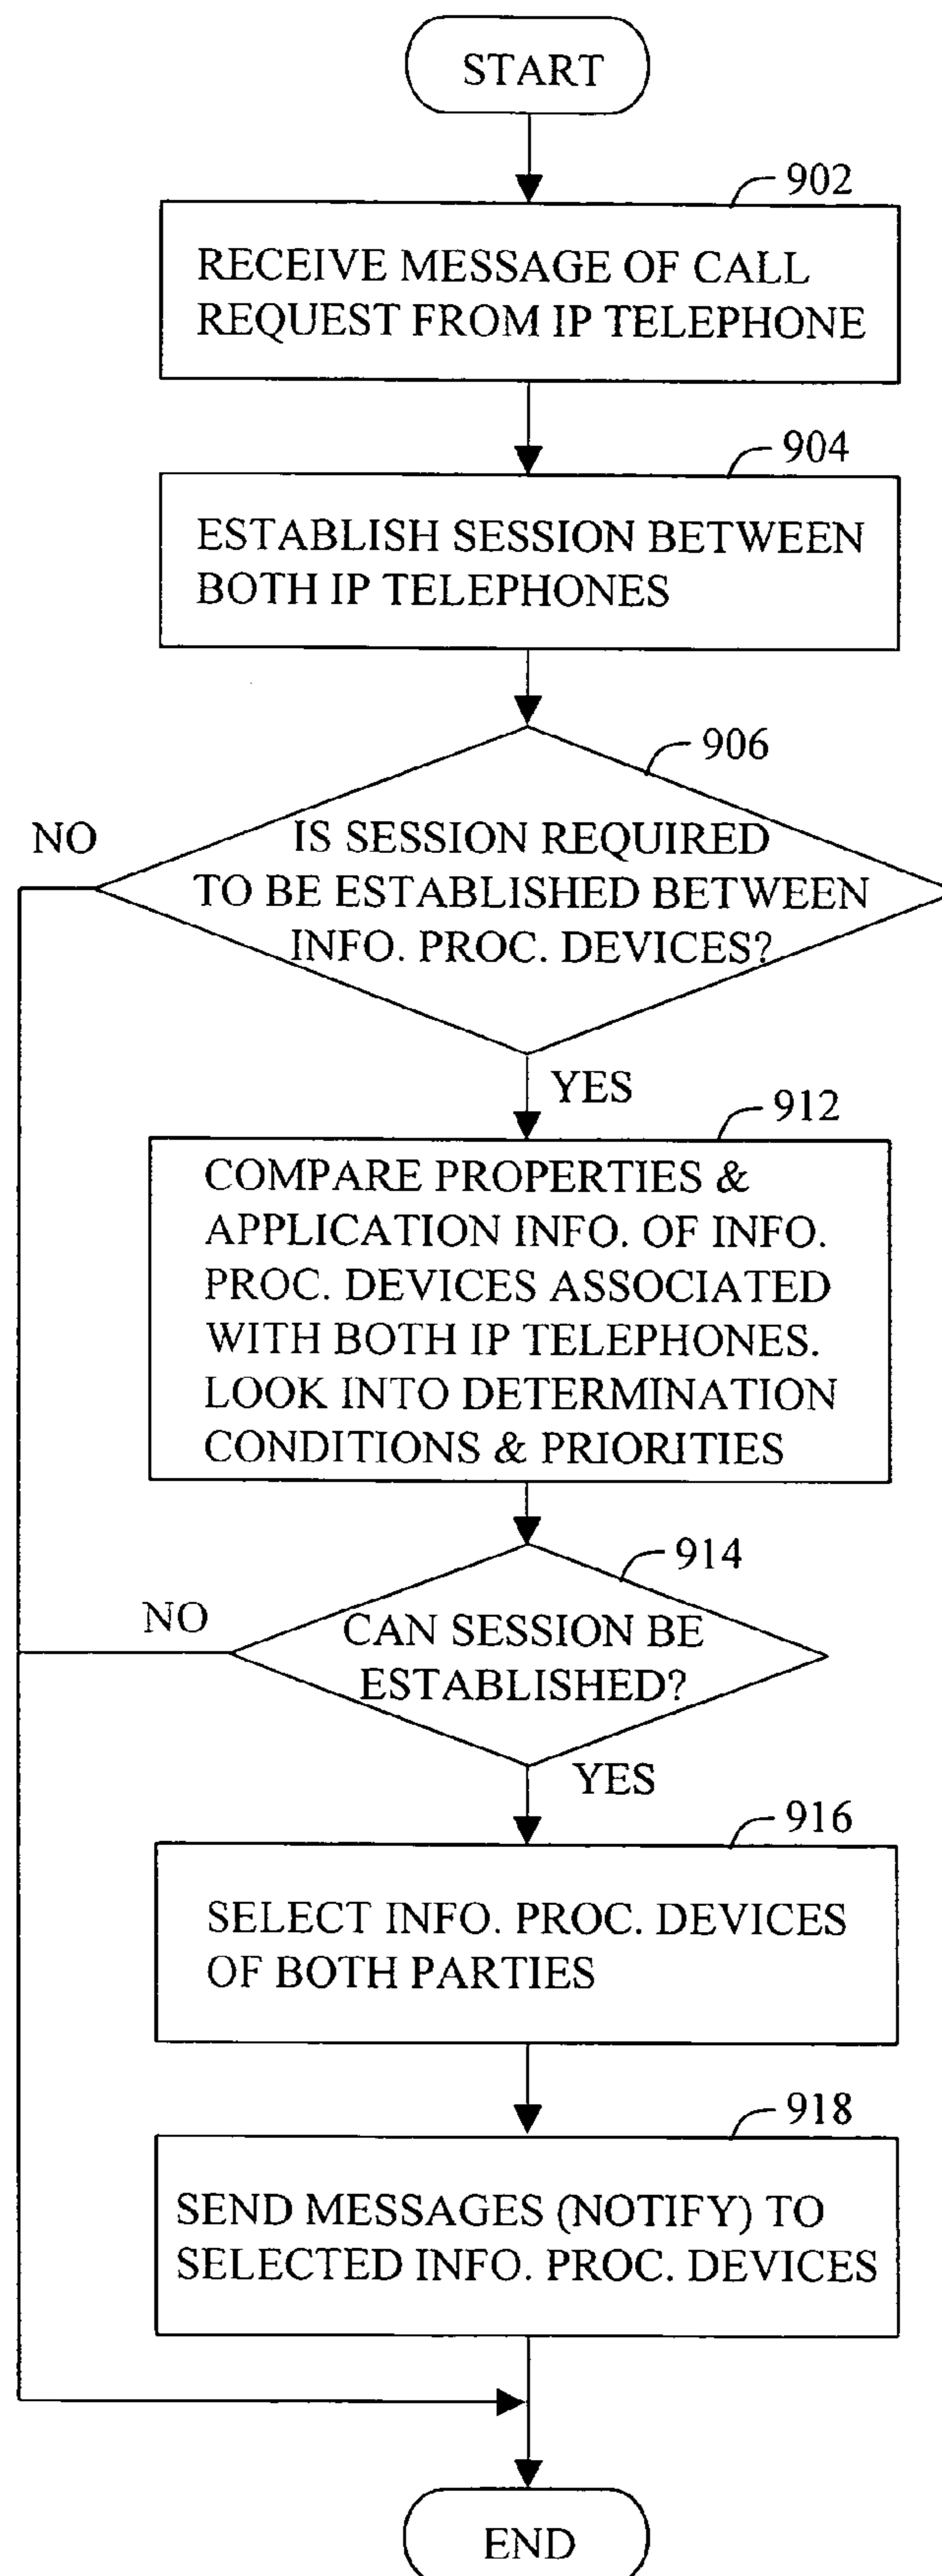 START
902
RECEIVE MESSAGE OF CALL
REQUEST FROM IP TELEPHONE
904
ESTABLISH SESSION BETWEEN
BOTH IP TELEPHONES
906
NO
IS SESSION REQUIRED
TO BE ESTABLISHED BETWEEN
INFO. PROC. DEVICES?
YES
912
COMPARE PROPERTIES &
APPLICATION INFO. OF INFO.
PROC. DEVICES ASSOCIATED
WITH BOTH IP TELEPHONES.
LOOK INTO DETERMINATION
CONDITIONS & PRIORITIES
914
NO
CAN SESSION BE
ESTABLISHED?
YES
916
SELECT INFO. PROC. DEVICES
OF BOTH PARTIES
918
SEND MESSAGES (NOTIFY) TO
SELECTED INFO. PROC. DEVICES
END